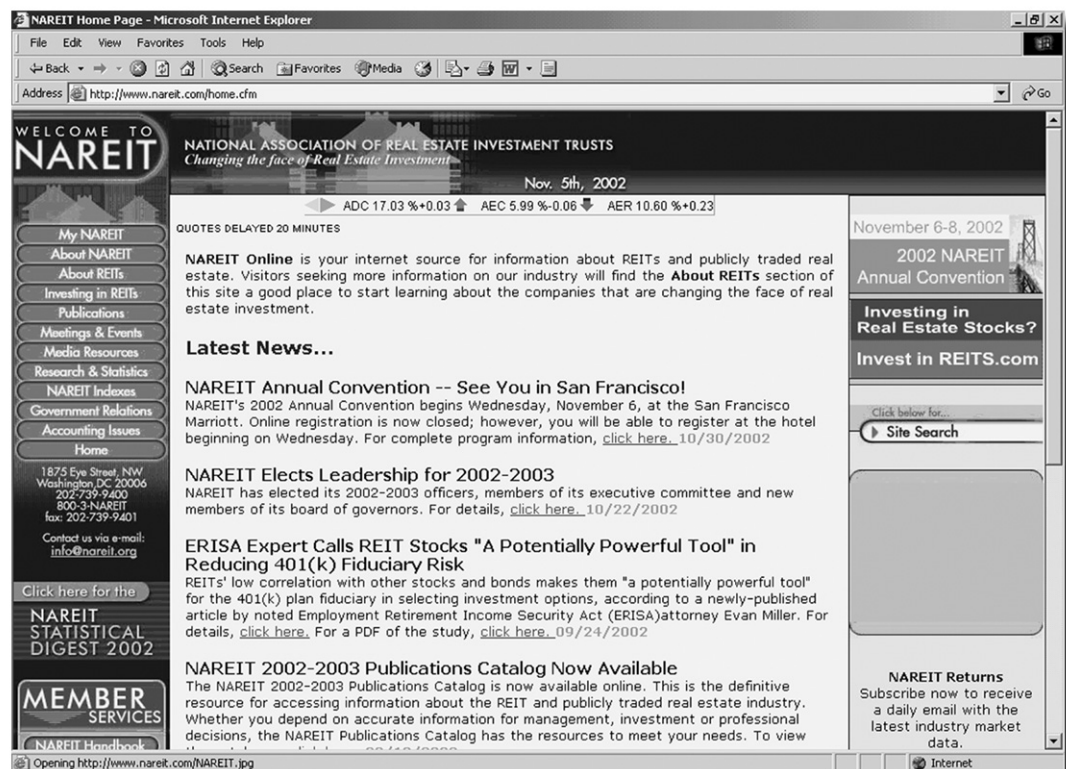 NAREIT Home Page - Microsoft Internet Explorer
File Edit View Favorites Tools Help
Back Search Favorites Media
Address http://www.nareit.com/home.cfm Go
WELCOME TO
NAREIT
NATIONAL ASSOCIATION OF REAL ESTATE INVESTMENT TRUSTS
Changing the face of Real Estate Investment
Nov. 5th, 2002
My NAREIT
About NAREIT
About REITs
Investing in REITs
Publications
Meetings & Events
Media Resources
Research & Statistics
NAREIT Indexes
Government Relations
Accounting Issues
Home
1875 Eye Street, NW
Washington, DC 20006
202-739-9400
800-3-NAREIT
fax: 202-739-9401
Contact us via e-mail:
info@nareit.org
Click here for the
NAREIT
STATISTICAL
DIGEST 2002
MEMBER
SERVICES
NAREIT Handbook
ADC 17.03 %+0.03 AEC 5.99 %-0.06 AER 10.60 %+0.23
QUOTES DELAYED 20 MINUTES
NAREIT Online is your internet source for information about REITs and publicly traded real
estate. Visitors seeking more information on our industry will find the About REITs section of
this site a good place to start learning about the companies that are changing the face of real
estate investment.
Latest News...
NAREIT Annual Convention -- See You in San Francisco!
NAREIT's 2002 Annual Convention begins Wednesday, November 6, at the San Francisco
Marriott. Online registration is now closed; however, you will be able to register at the hotel
beginning on Wednesday. For complete program information, click here. 10/30/2002
NAREIT Elects Leadership for 2002-2003
NAREIT has elected its 2002-2003 officers, members of its executive committee and new
members of its board of governors. For details, click here. 10/22/2002
ERISA Expert Calls REIT Stocks "A Potentially Powerful Tool" in
Reducing 401(k) Fiduciary Risk
REITs' low correlation with other stocks and bonds makes them "a potentially powerful tool"
for the 401(k) plan fiduciary in selecting investment options, according to a newly-published
article by noted Employment Retirement Income Security Act (ERISA)attorney Evan Miller. For
details, click here. For a PDF of the study, click here. 09/24/2002
NAREIT 2002-2003 Publications Catalog Now Available
The NAREIT 2002-2003 Publications Catalog is now available online. This is the definitive
resource for accessing information about the REIT and publicly traded real estate industry.
Whether you depend on accurate information for management, investment or professional
decisions, the NAREIT Publications Catalog has the resources to meet your needs. To view
November 6-8, 2002
2002 NAREIT
Annual Convention
Investing in
Real Estate Stocks?
Invest in REITS.com
Click below for...
Site Search
NAREIT Returns
Subscribe now to receive
a daily email with the
latest industry market
data.
Opening http://www.nareit.com/NAREIT.jpg Internet